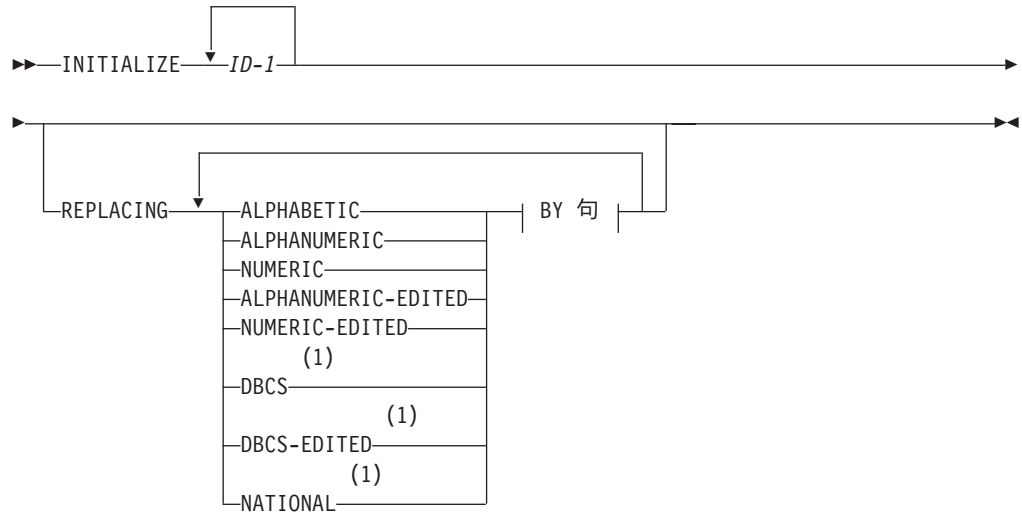 INITIALIZE ID-1
REPLACING ALPHABETIC BY 句
ALPHANUMERIC
NUMERIC
ALPHANUMERIC-EDITED
NUMERIC-EDITED
(1)
DBCS
(1)
DBCS-EDITED
(1)
NATIONAL